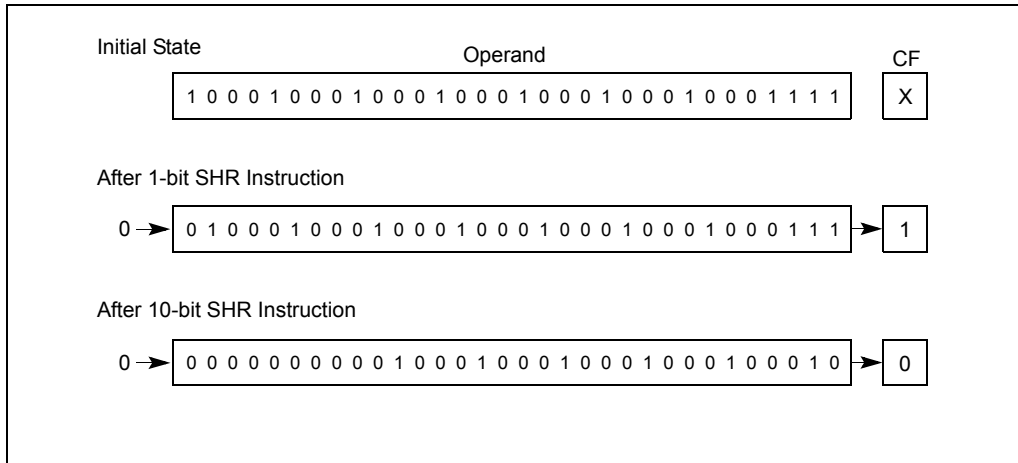 Initial State
Operand
CF
1 0 0 0 1 0 0 0 1 0 0 0 1 0 0 0 1 0 0 0 1 0 0 0 1 0 0 0 1 1 1 1 X
After 1-bit SHR Instruction
0 0 1 0 0 0 1 0 0 0 1 0 0 0 1 0 0 0 1 0 0 0 1 0 0 0 1 0 0 0 1 1 1 1
After 10-bit SHR Instruction
0 0 0 0 0 0 0 0 0 0 0 1 0 0 0 1 0 0 0 1 0 0 0 1 0 0 0 1 0 0 0 1 0 0